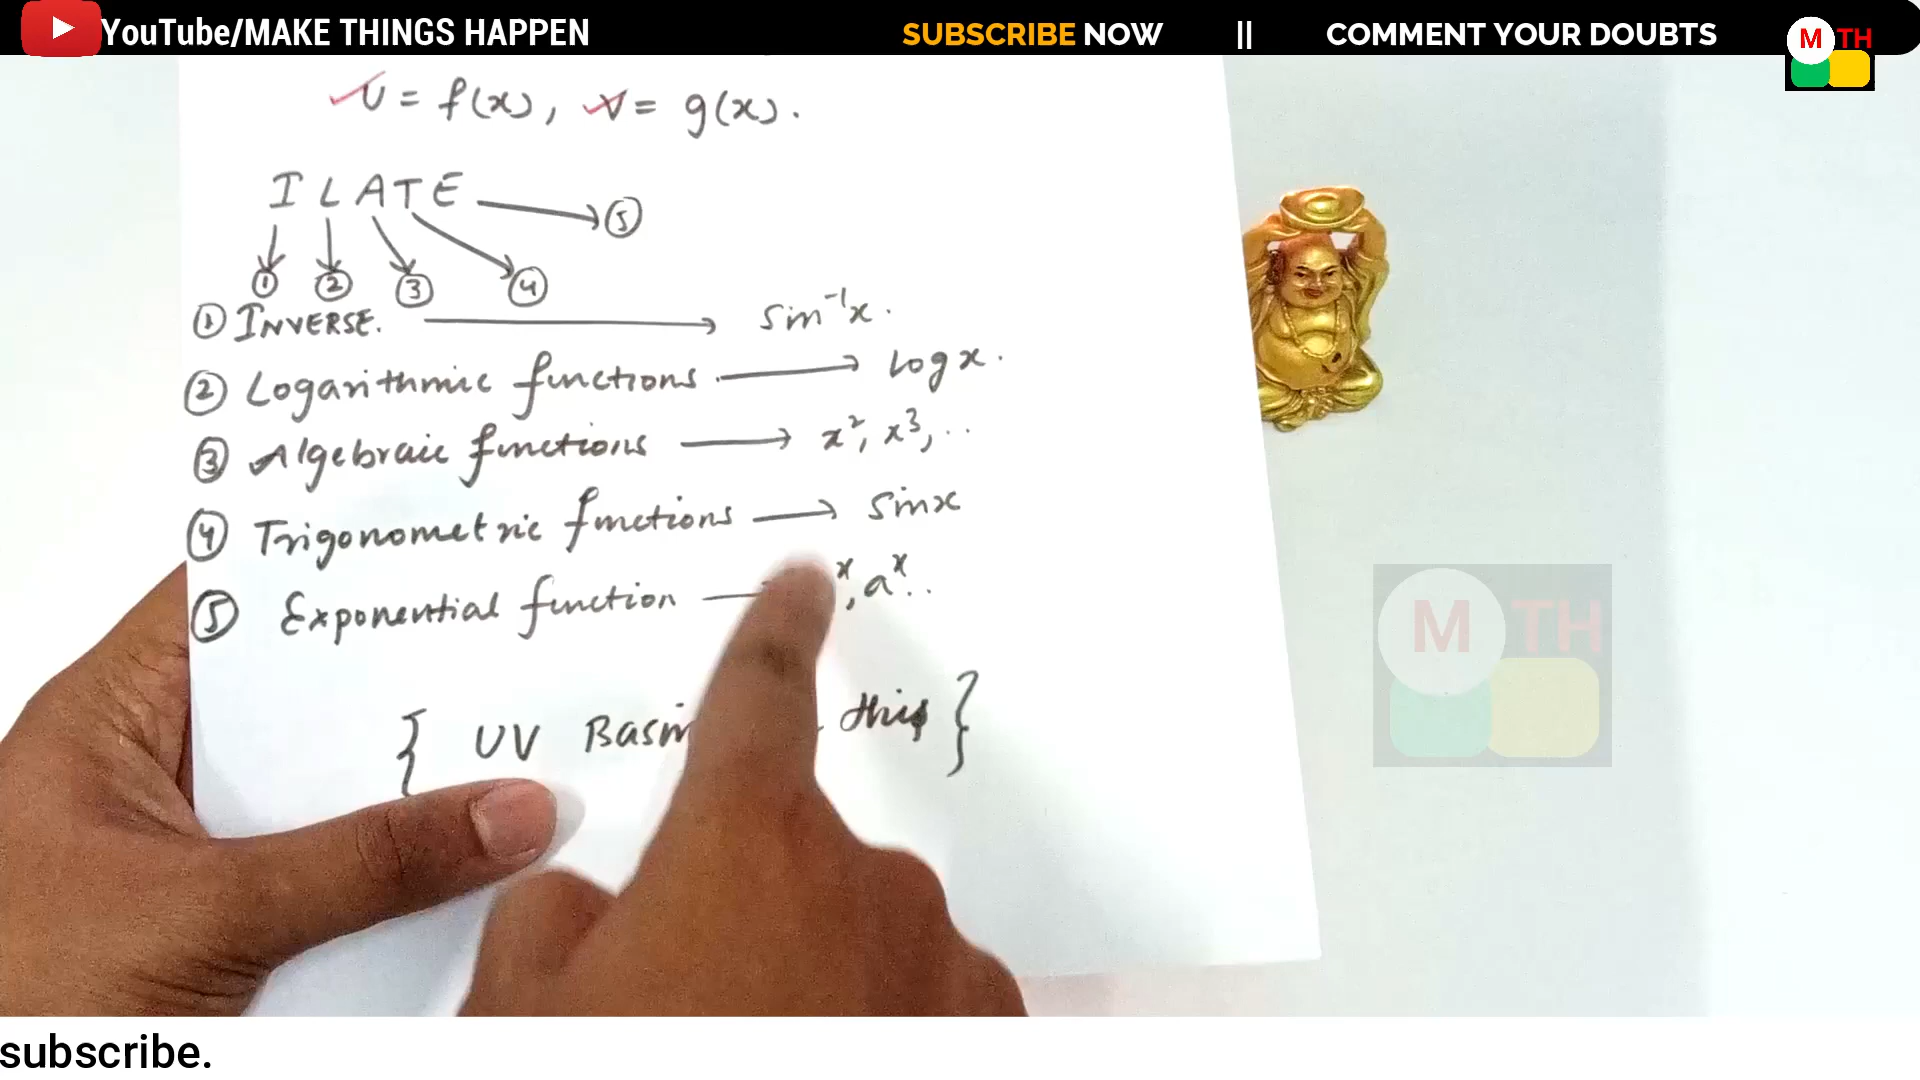 YouTube/MAKE THINGS HAPPEN
SUBSCRIBE NOW || COMMENT YOUR DOUBTS
M TH
U = f(x), V = g(x).
I L A T E → ⑤
① ② ③ ④
① INVERSE. → sin⁻¹x.
② Logarithmic functions. → log x.
③ Algebraic functions → x², x³, ..
④ Trigonometric functions → sinx
⑤ Exponential function → x, aˣ..
{ UV this }
M TH
subscribe.